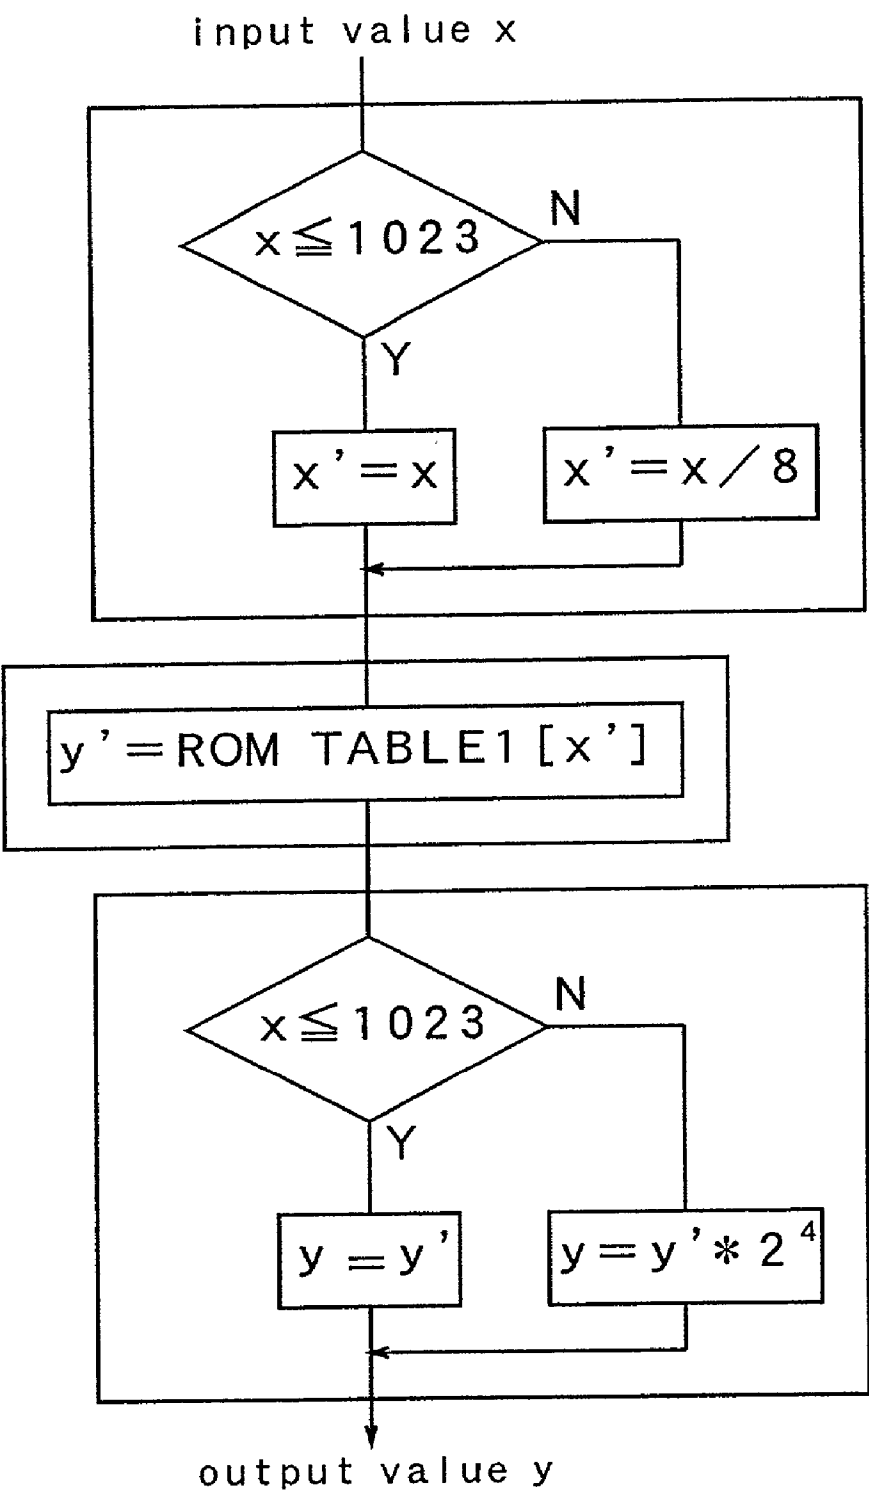 input value x
x≦1023
N
Y
x'=x
x'=x/8
y'=ROM TABLE1[x']
x≦1023
N
Y
y=y'
y=y'*2⁴
output value y